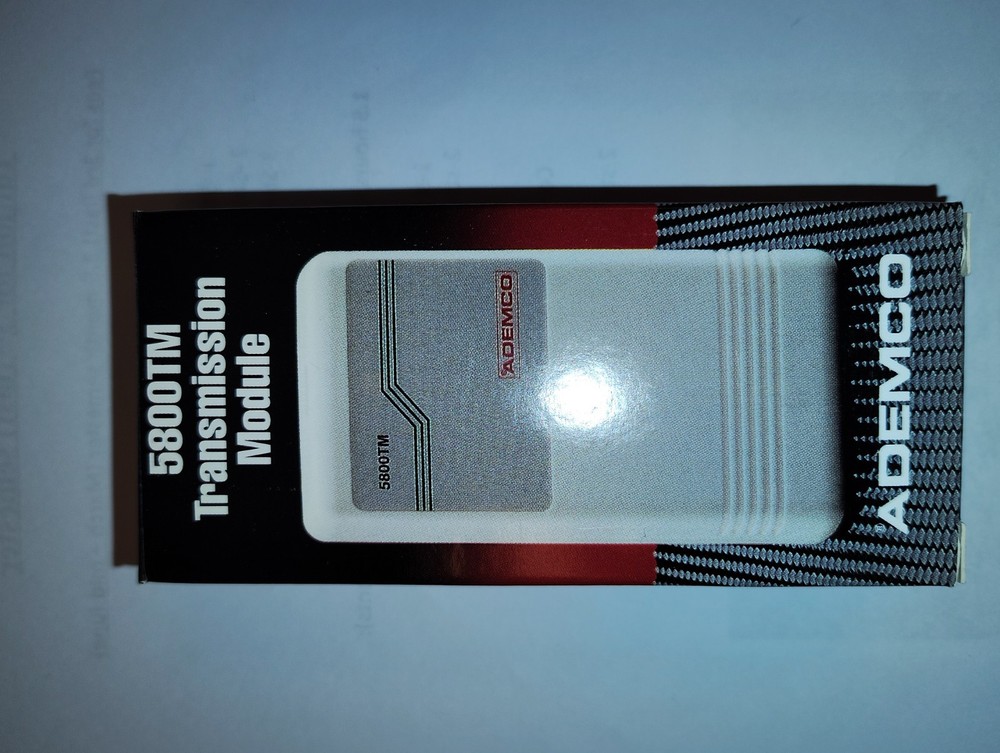 5800TM
Transmission
Module
5800TM
ADEMCO
ADEMCO